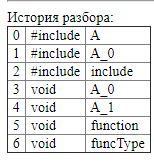 История разбора:
0 #include A
1 #include A_0
2 #include include
3 void A_0
4 void A_1
5 void function
6 void funcType